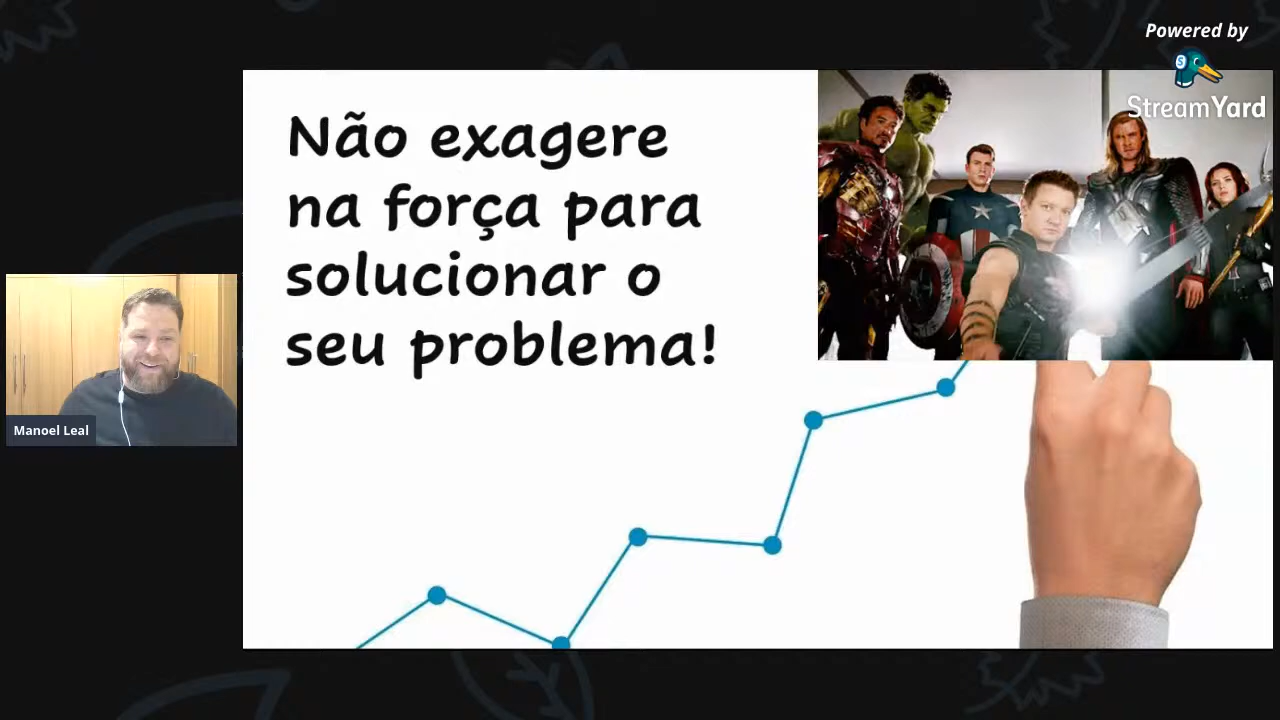 Powered by
StreamYard
Não exagere
na força para
solucionar o
seu problema!
Manoel Leal